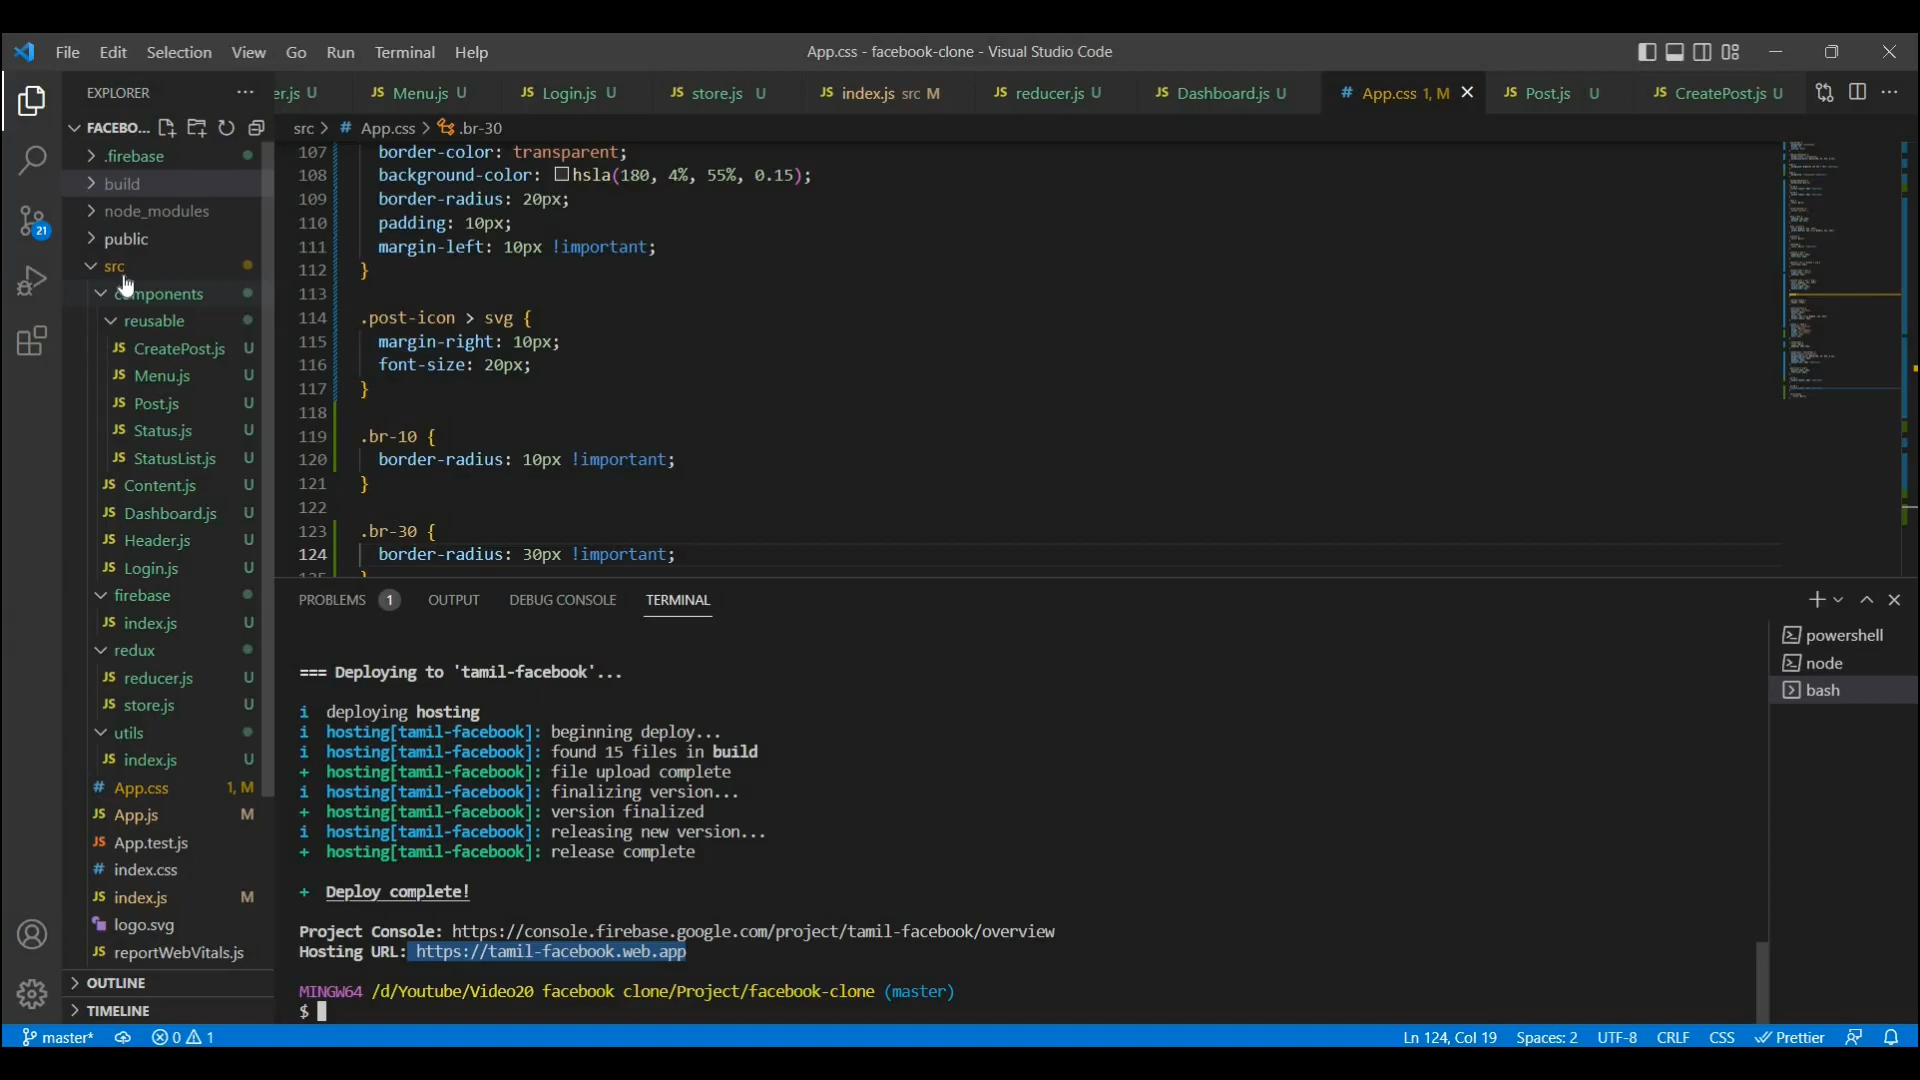 File Edit Selection View Go Run Terminal Help
App.css - facebook-clone - Visual Studio Code
EXPLORER
er.js U
JS Menu.js U
JS Login.js U
JS store.js U
JS index.js src M
JS reducer.js U
JS Dashboard.js U
# App.css 1, M
JS Post.js U
JS CreatePost.js U
FACEBO...
src > # App.css > .br-30
.firebase
build
node_modules
public
src
components
reusable
JS CreatePost.js U
JS Menu.js U
JS Post.js U
JS Status.js U
JS StatusList.js U
JS Content.js U
JS Dashboard.js U
JS Header.js U
JS Login.js U
firebase
JS index.js U
redux
JS reducer.js U
JS store.js U
utils
JS index.js U
# App.css 1, M
JS App.js M
JS App.test.js
# index.css
JS index.js M
logo.svg
JS reportWebVitals.js
OUTLINE
TIMELINE
21
107 border-color: transparent;
108 background-color: hsla(180, 4%, 55%, 0.15);
109 border-radius: 20px;
110 padding: 10px;
111 margin-left: 10px !important;
112 }
113
114 .post-icon > svg {
115 margin-right: 10px;
116 font-size: 20px;
117 }
118
119 .br-10 {
120 border-radius: 10px !important;
121 }
122
123 .br-30 {
124 border-radius: 30px !important;
125 }
PROBLEMS 1 OUTPUT DEBUG CONSOLE TERMINAL
powershell
node
bash
=== Deploying to 'tamil-facebook'...
i deploying hosting
i hosting[tamil-facebook]: beginning deploy...
i hosting[tamil-facebook]: found 15 files in build
+ hosting[tamil-facebook]: file upload complete
i hosting[tamil-facebook]: finalizing version...
+ hosting[tamil-facebook]: version finalized
i hosting[tamil-facebook]: releasing new version...
+ hosting[tamil-facebook]: release complete
+ Deploy complete!
Project Console: https://console.firebase.google.com/project/tamil-facebook/overview
Hosting URL: https://tamil-facebook.web.app
MINGW64 /d/Youtube/Video20 facebook clone/Project/facebook-clone (master)
$
master* 0 1
Ln 124, Col 19 Spaces: 2 UTF-8 CRLF CSS Prettier